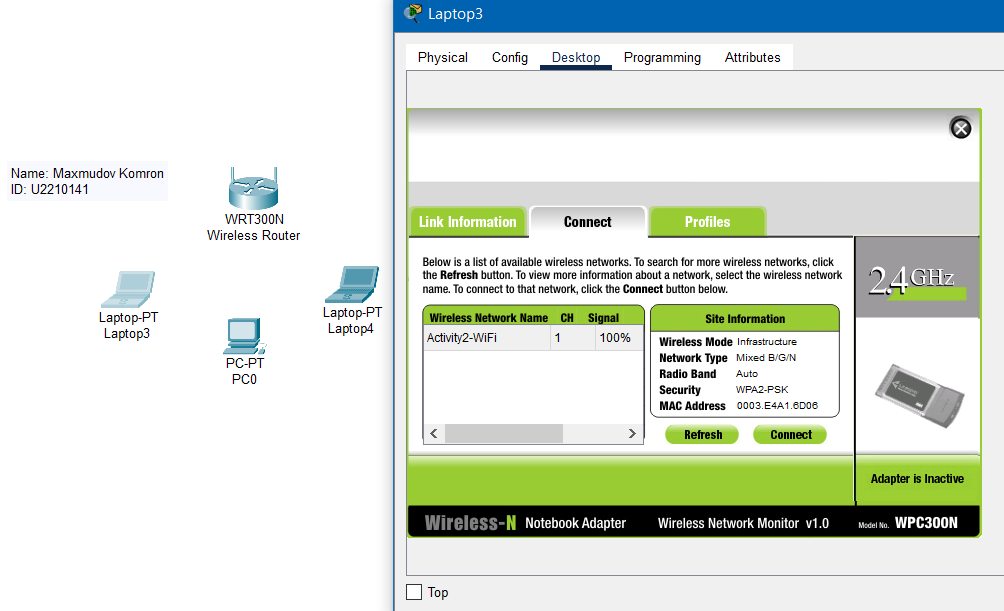 Laptop3
Physical Config Desktop Programming Attributes
Name: Maxmudov Komron
ID: U2210141
WRT300N
Wireless Router
Laptop-PT
Laptop3
Laptop-PT
Laptop4
PC-PT
PC0
Link Information Connect Profiles
Below is a list of available wireless networks. To search for more wireless networks, click
the Refresh button. To view more information about a network, select the wireless network
name. To connect to that network, click the Connect button below.
2.4GHz
Wireless Network Name CH Signal
Activity2-WiFi 1 100%
Site Information
Wireless Mode Infrastructure
Network Type Mixed B/G/N
Radio Band Auto
Security WPA2-PSK
MAC Address 0003.E4A1.6D06
Refresh Connect
Adapter is Inactive
Wireless-N Notebook Adapter Wireless Network Monitor v1.0 Model No. WPC300N
Top